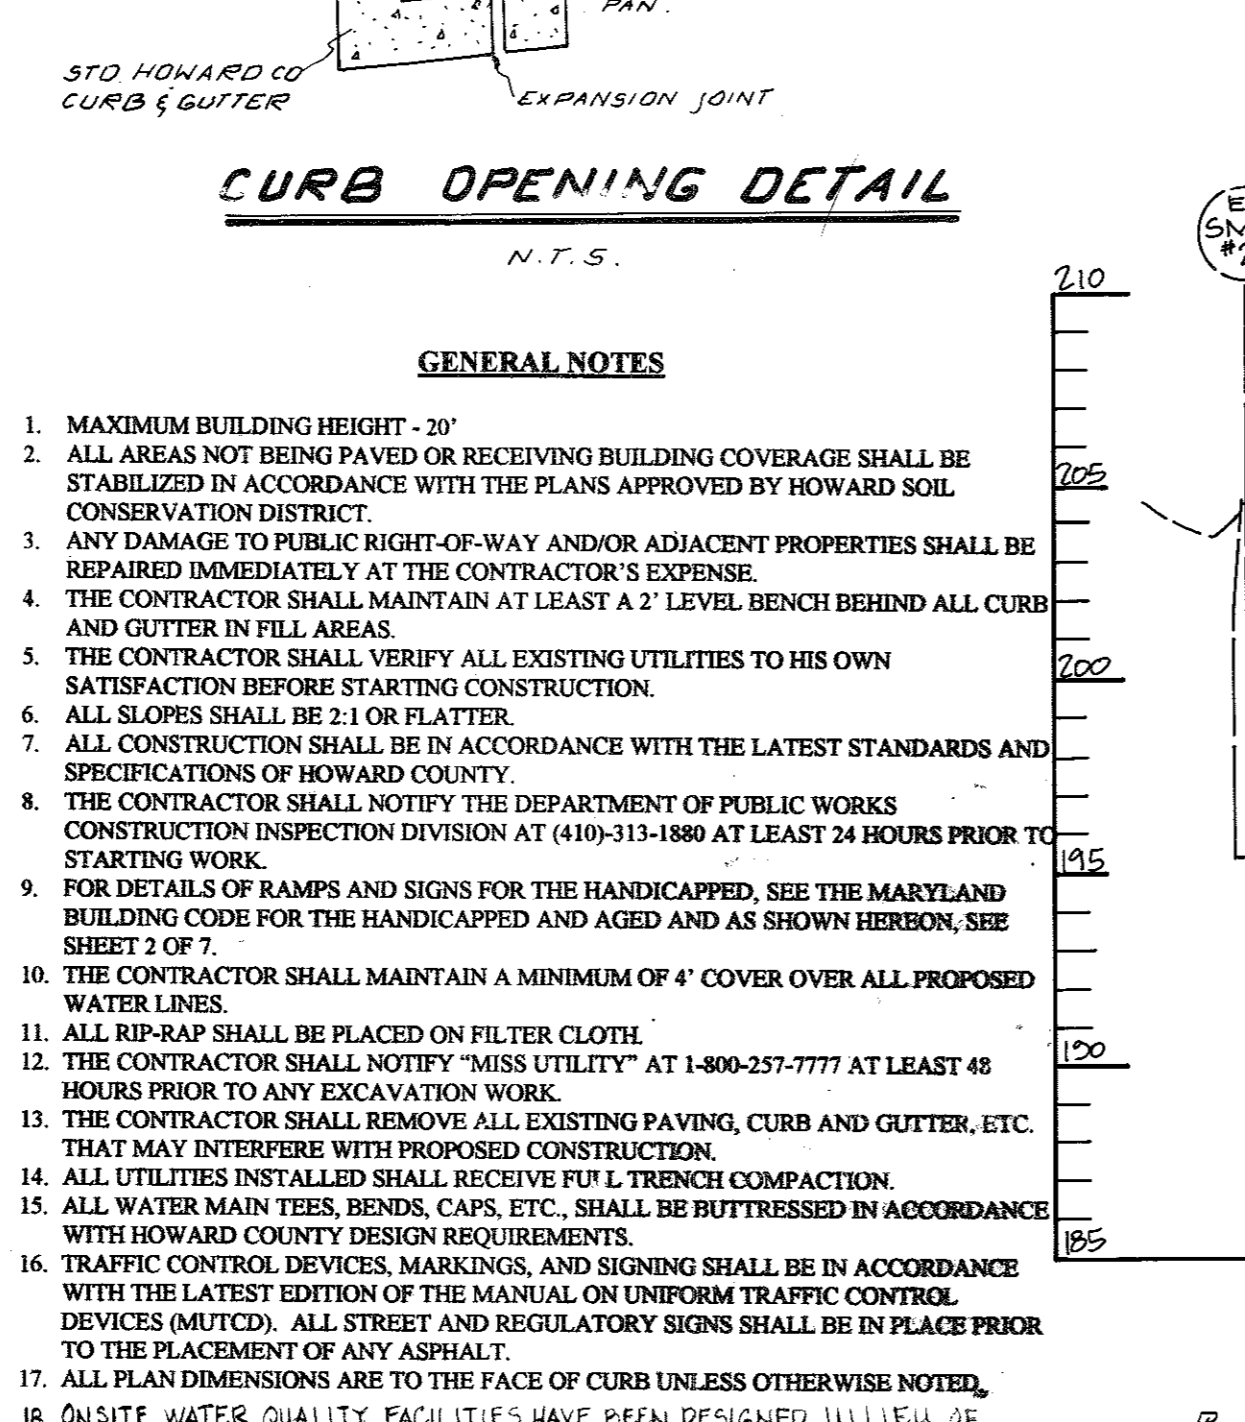 PAN.
STD. HOWARD CO
CURB & GUTTER
EXPANSION JOINT
CURB OPENING DETAIL
N.T.S.
GENERAL NOTES
1. MAXIMUM BUILDING HEIGHT - 20'
2. ALL AREAS NOT BEING PAVED OR RECEIVING BUILDING COVERAGE SHALL BE
STABILIZED IN ACCORDANCE WITH THE PLANS APPROVED BY HOWARD SOIL
CONSERVATION DISTRICT.
3. ANY DAMAGE TO PUBLIC RIGHT-OF-WAY AND/OR ADJACENT PROPERTIES SHALL BE
REPAIRED IMMEDIATELY AT THE CONTRACTOR'S EXPENSE.
4. THE CONTRACTOR SHALL MAINTAIN AT LEAST A 2' LEVEL BENCH BEHIND ALL CURB
AND GUTTER IN FILL AREAS.
5. THE CONTRACTOR SHALL VERIFY ALL EXISTING UTILITIES TO HIS OWN
SATISFACTION BEFORE STARTING CONSTRUCTION.
6. ALL SLOPES SHALL BE 2:1 OR FLATTER.
7. ALL CONSTRUCTION SHALL BE IN ACCORDANCE WITH THE LATEST STANDARDS AND
SPECIFICATIONS OF HOWARD COUNTY.
8. THE CONTRACTOR SHALL NOTIFY THE DEPARTMENT OF PUBLIC WORKS
CONSTRUCTION INSPECTION DIVISION AT (410)-313-1880 AT LEAST 24 HOURS PRIOR TO
STARTING WORK.
9. FOR DETAILS OF RAMPS AND SIGNS FOR THE HANDICAPPED, SEE THE MARYLAND
BUILDING CODE FOR THE HANDICAPPED AND AGED AND AS SHOWN HEREON, SEE
SHEET 2 OF 7.
10. THE CONTRACTOR SHALL MAINTAIN A MINIMUM OF 4' COVER OVER ALL PROPOSED
WATER LINES.
11. ALL RIP-RAP SHALL BE PLACED ON FILTER CLOTH.
12. THE CONTRACTOR SHALL NOTIFY "MISS UTILITY" AT 1-800-257-7777 AT LEAST 48
HOURS PRIOR TO ANY EXCAVATION WORK.
13. THE CONTRACTOR SHALL REMOVE ALL EXISTING PAVING, CURB AND GUTTER, ETC.
THAT MAY INTERFERE WITH PROPOSED CONSTRUCTION.
14. ALL UTILITIES INSTALLED SHALL RECEIVE FULL TRENCH COMPACTION.
15. ALL WATER MAIN TEES, BENDS, CAPS, ETC., SHALL BE BUTTRESSED IN ACCORDANCE
WITH HOWARD COUNTY DESIGN REQUIREMENTS.
16. TRAFFIC CONTROL DEVICES, MARKINGS, AND SIGNING SHALL BE IN ACCORDANCE
WITH THE LATEST EDITION OF THE MANUAL ON UNIFORM TRAFFIC CONTROL
DEVICES (MUTCD). ALL STREET AND REGULATORY SIGNS SHALL BE IN PLACE PRIOR
TO THE PLACEMENT OF ANY ASPHALT.
17. ALL PLAN DIMENSIONS ARE TO THE FACE OF CURB UNLESS OTHERWISE NOTED.
18. ONSITE WATER QUALITY FACILITIES HAVE BEEN DESIGNED IN LIEU OF
210
205
200
195
190
185